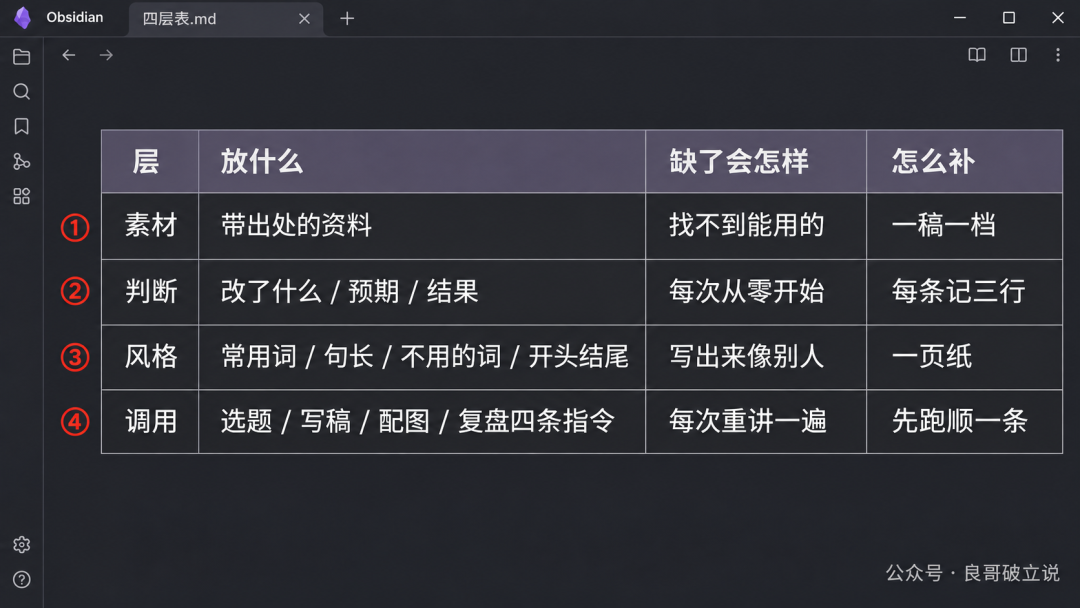 Obsidian
四层表.md
层 放什么 缺了会怎样 怎么补
① 素材 带出处的资料 找不到能用的 一稿一档
② 判断 改了什么 / 预期 / 结果 每次从零开始 每条记三行
③ 风格 常用词 / 句长 / 不用的词 / 开头结尾 写出来像别人 一页纸
④ 调用 选题 / 写稿 / 配图 / 复盘四条指令 每次重讲一遍 先跑顺一条
公众号 · 良哥破立说